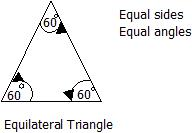 60°
Equal sides
Equal angles
60° 60°
Equilateral Triangle